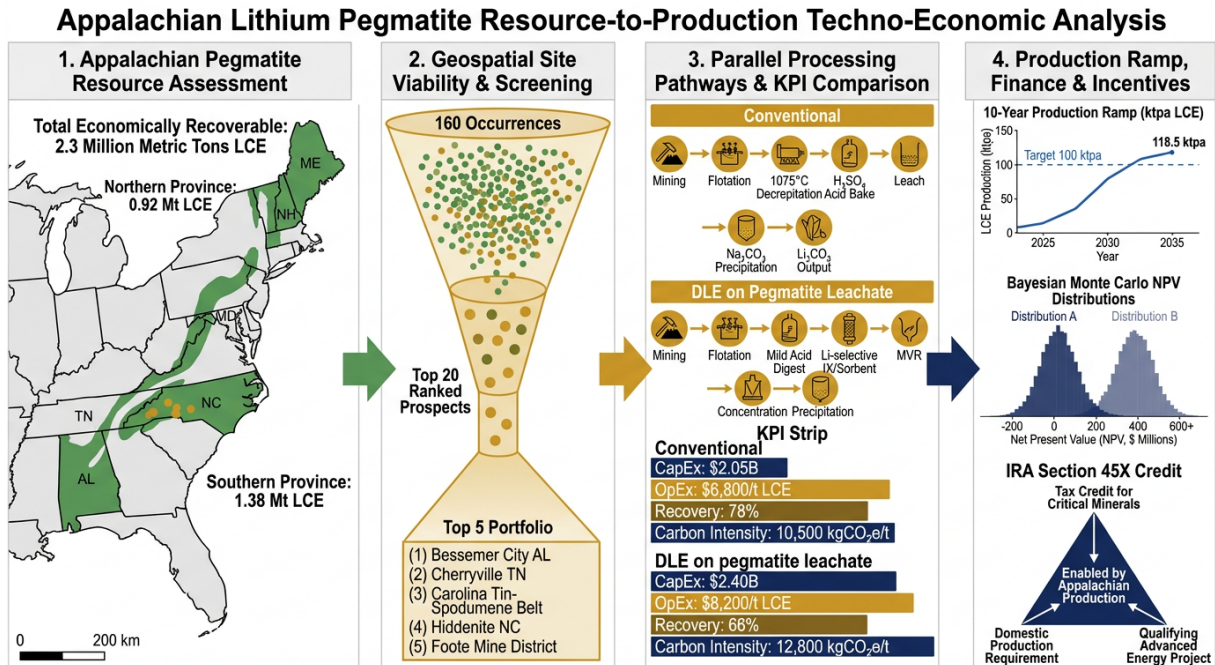 Appalachian Lithium Pegmatite Resource-to-Production Techno-Economic Analysis
1. Appalachian Pegmatite
Resource Assessment
Total Economically Recoverable:
2.3 Million Metric Tons LCE
Northern Province:
0.92 Mt LCE
ME
NH
MD
TN
NC
AL
Southern Province:
1.38 Mt LCE
0
200 km
2. Geospatial Site
Viability & Screening
160 Occurrences
Top 20
Ranked
Prospects
Top 5 Portfolio
(1) Bessemer City AL
(2) Cherryville TN
(3) Carolina Tin-
Spodumene Belt
(4) Hiddenite NC
(5) Foote Mine District
3. Parallel Processing
Pathways & KPI Comparison
Conventional
Mining
Flotation
1075°C
Decrepitation
H₂SO₄
Acid Bake
Leach
Na₂CO₃
Precipitation
Li₂CO₃
Output
DLE on Pegmatite Leachate
Mining
Flotation
Mild Acid
Digest
Li-selective
IX/Sorbent
MVR
Concentration
Precipitation
KPI Strip
Conventional
CapEx: $2.05B
OpEx: $6,800/t LCE
Recovery: 78%
Carbon Intensity: 10,500 kgCO₂e/t
DLE on pegmatite leachate
CapEx: $2.40B
OpEx: $8,200/t LCE
Recovery: 66%
Carbon Intensity: 12,800 kgCO₂e/t
4. Production Ramp,
Finance & Incentives
10-Year Production Ramp (ktpa LCE)
LCE Production (ktpa)
150
100
50
0
Target 100 ktpa
118.5 ktpa
2025
2030
2035
Year
Bayesian Monte Carlo NPV
Distributions
Distribution A
Distribution B
-200
0
200
400
600+
Net Present Value (NPV, $ Millions)
IRA Section 45X Credit
Tax Credit for
Critical Minerals
Enabled by
Appalachian
Production
Domestic
Production
Requirement
Qualifying
Advanced
Energy Project